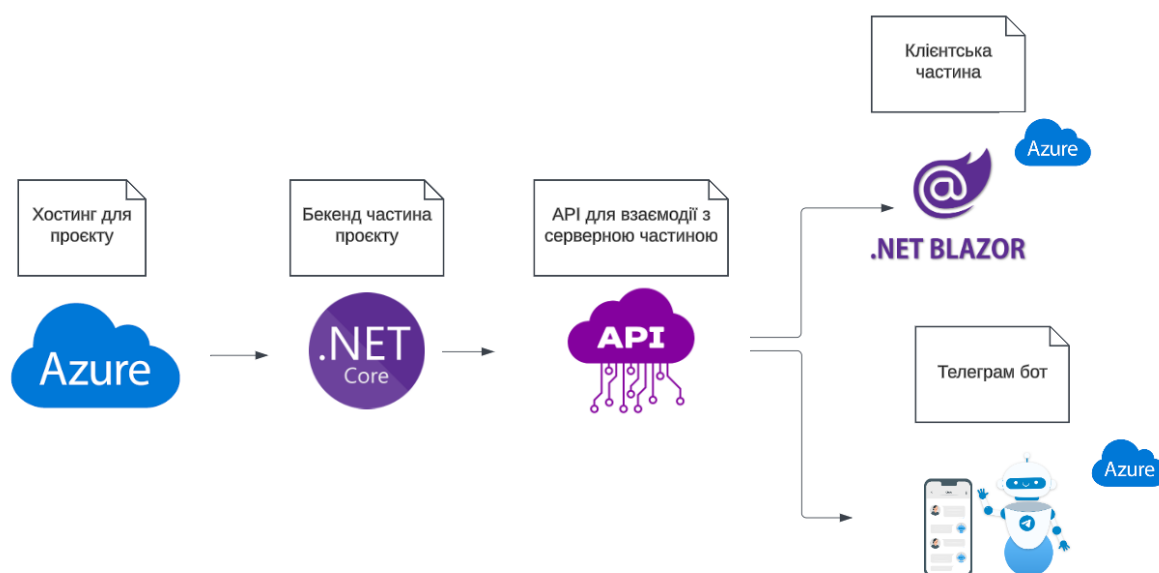 Клієнтська
частина
Azure
.NET BLAZOR
Хостинг для
проєкту
Azure
Бекенд частина
проєкту
.NET
Core
API для взаємодії з
серверною частиною
API
Телеграм бот
Azure